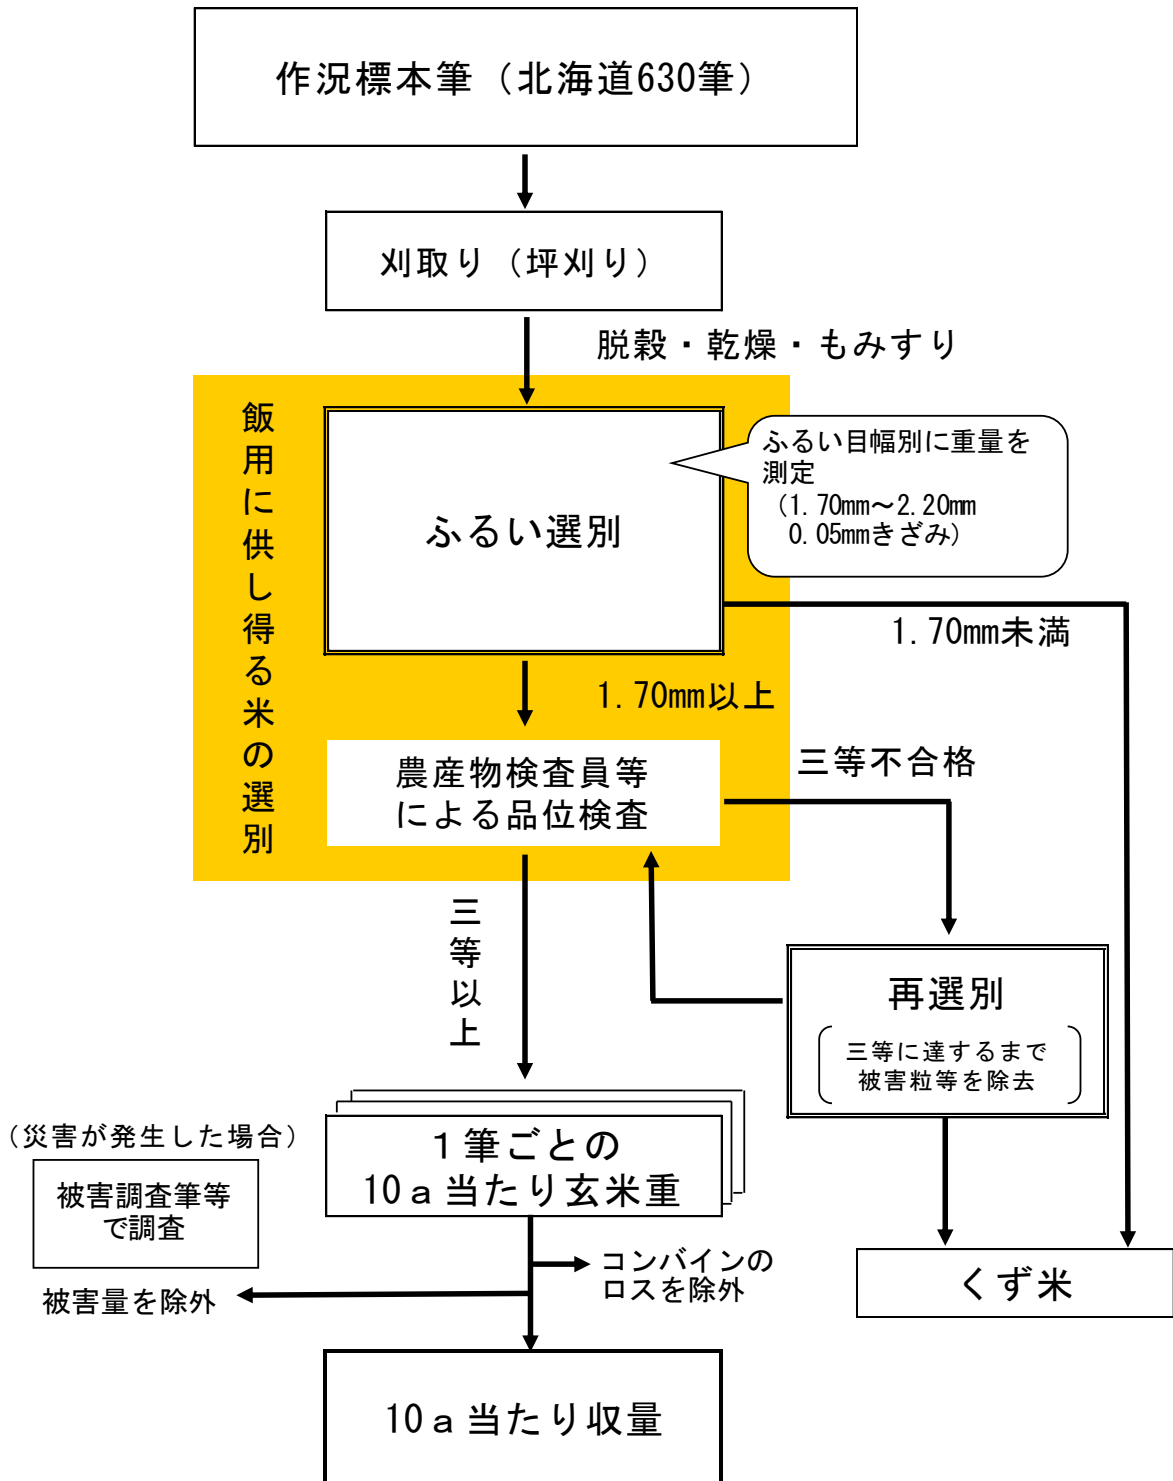 作況標本筆（北海道630筆）
刈取り（坪刈り）
脱穀・乾燥・もみすり
飯用に供し得る米の選別
ふるい選別
ふるい目幅別に重量を
測定
（1.70mm～2.20mm
0.05mmきざみ）
1.70mm未満
1.70mm以上
農産物検査員等
による品位検査
三等不合格
三等以上
再選別
三等に達するまで
被害粒等を除去
１筆ごとの
10ａ当たり玄米重
（災害が発生した場合）
被害調査筆等
で調査
コンバインの
ロスを除外
被害量を除外
くず米
10ａ当たり収量